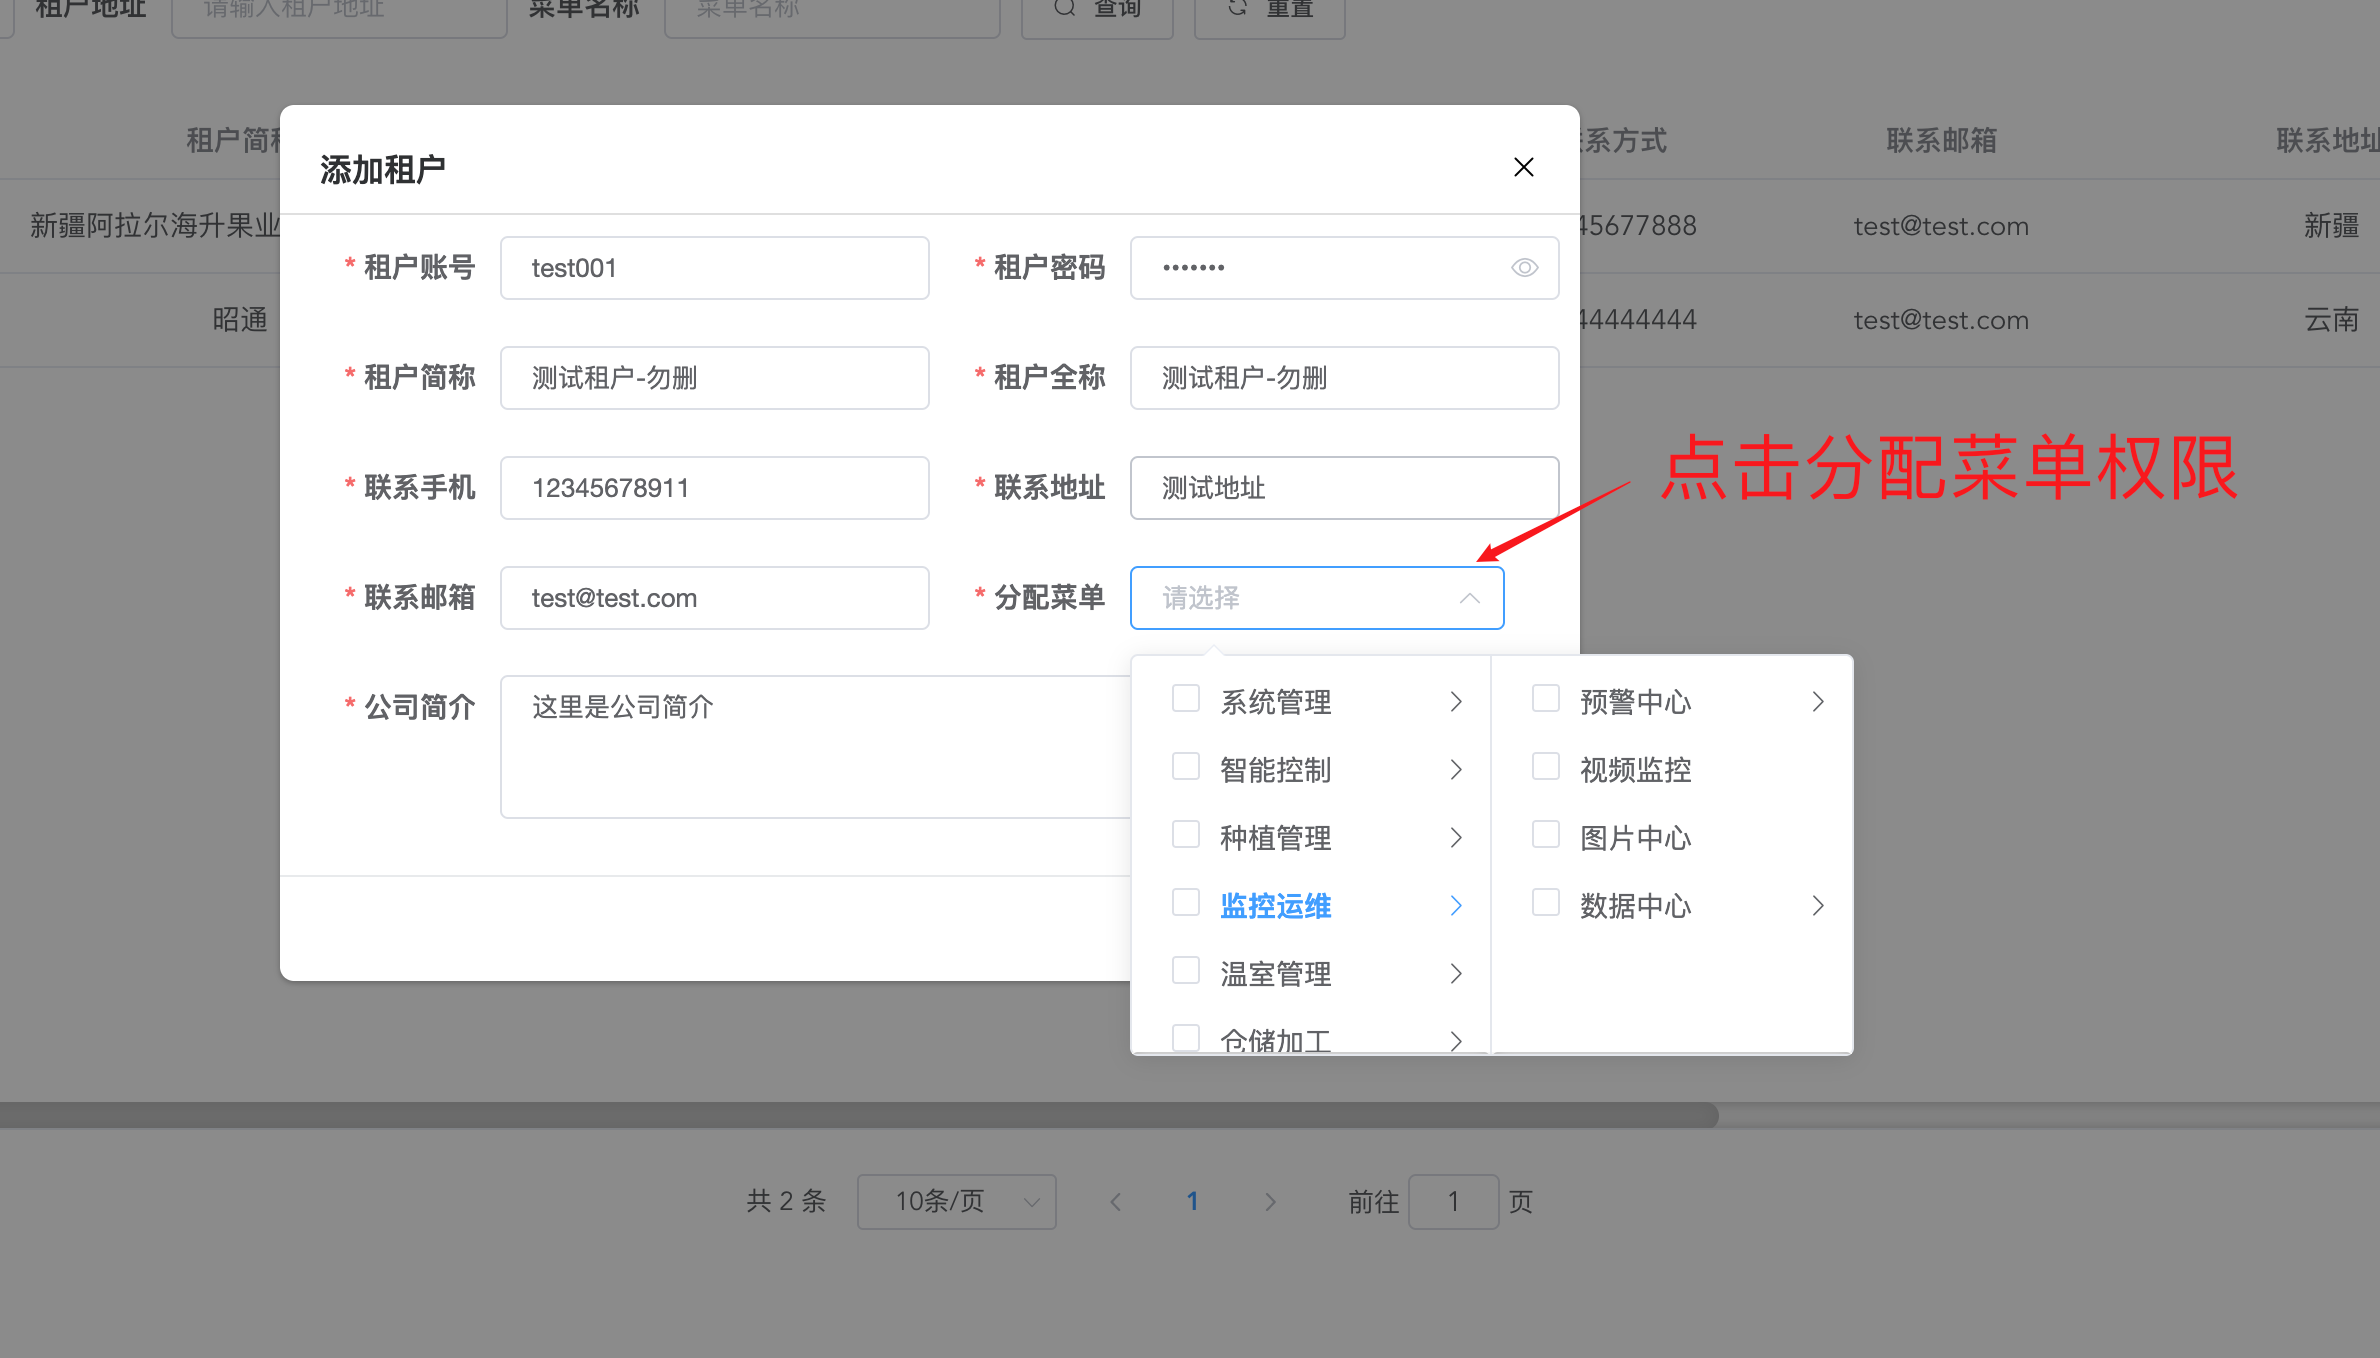 租户地址 请输入租户地址 菜单名称 菜单名称 查询 重置
租户简称 系方式 联系邮箱 联系地址
新疆阿拉尔海升果业 45677888 test@test.com 新疆
昭通 44444444 test@test.com 云南
添加租户
* 租户账号 test001 * 租户密码 •••••••
* 租户简称 测试租户-勿删 * 租户全称 测试租户-勿删
* 联系手机 12345678911 * 联系地址 测试地址
点击分配菜单权限
* 联系邮箱 test@test.com * 分配菜单 请选择
* 公司简介 这里是公司简介
系统管理 预警中心
智能控制 视频监控
种植管理 图片中心
监控运维 数据中心
温室管理
仓储加工
共 2 条 10条/页 1 前往 1 页